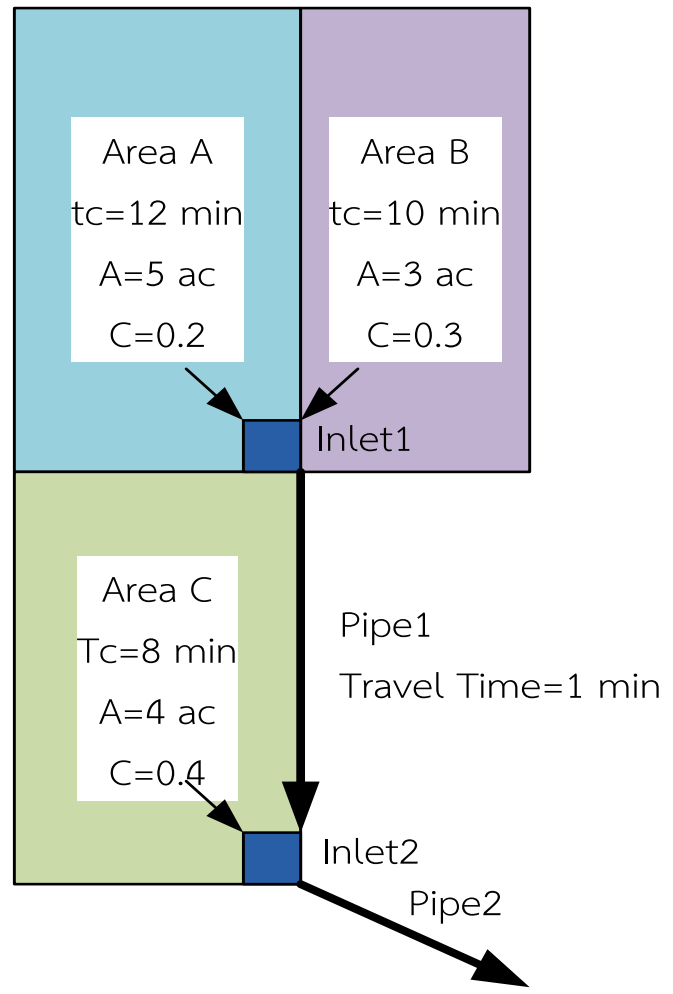 Area A
tc=12 min
A=5 ac
C=0.2
Area B
tc=10 min
A=3 ac
C=0.3
Inlet1
Area C
Tc=8 min
A=4 ac
C=0.4
Pipe1
Travel Time=1 min
Inlet2
Pipe2